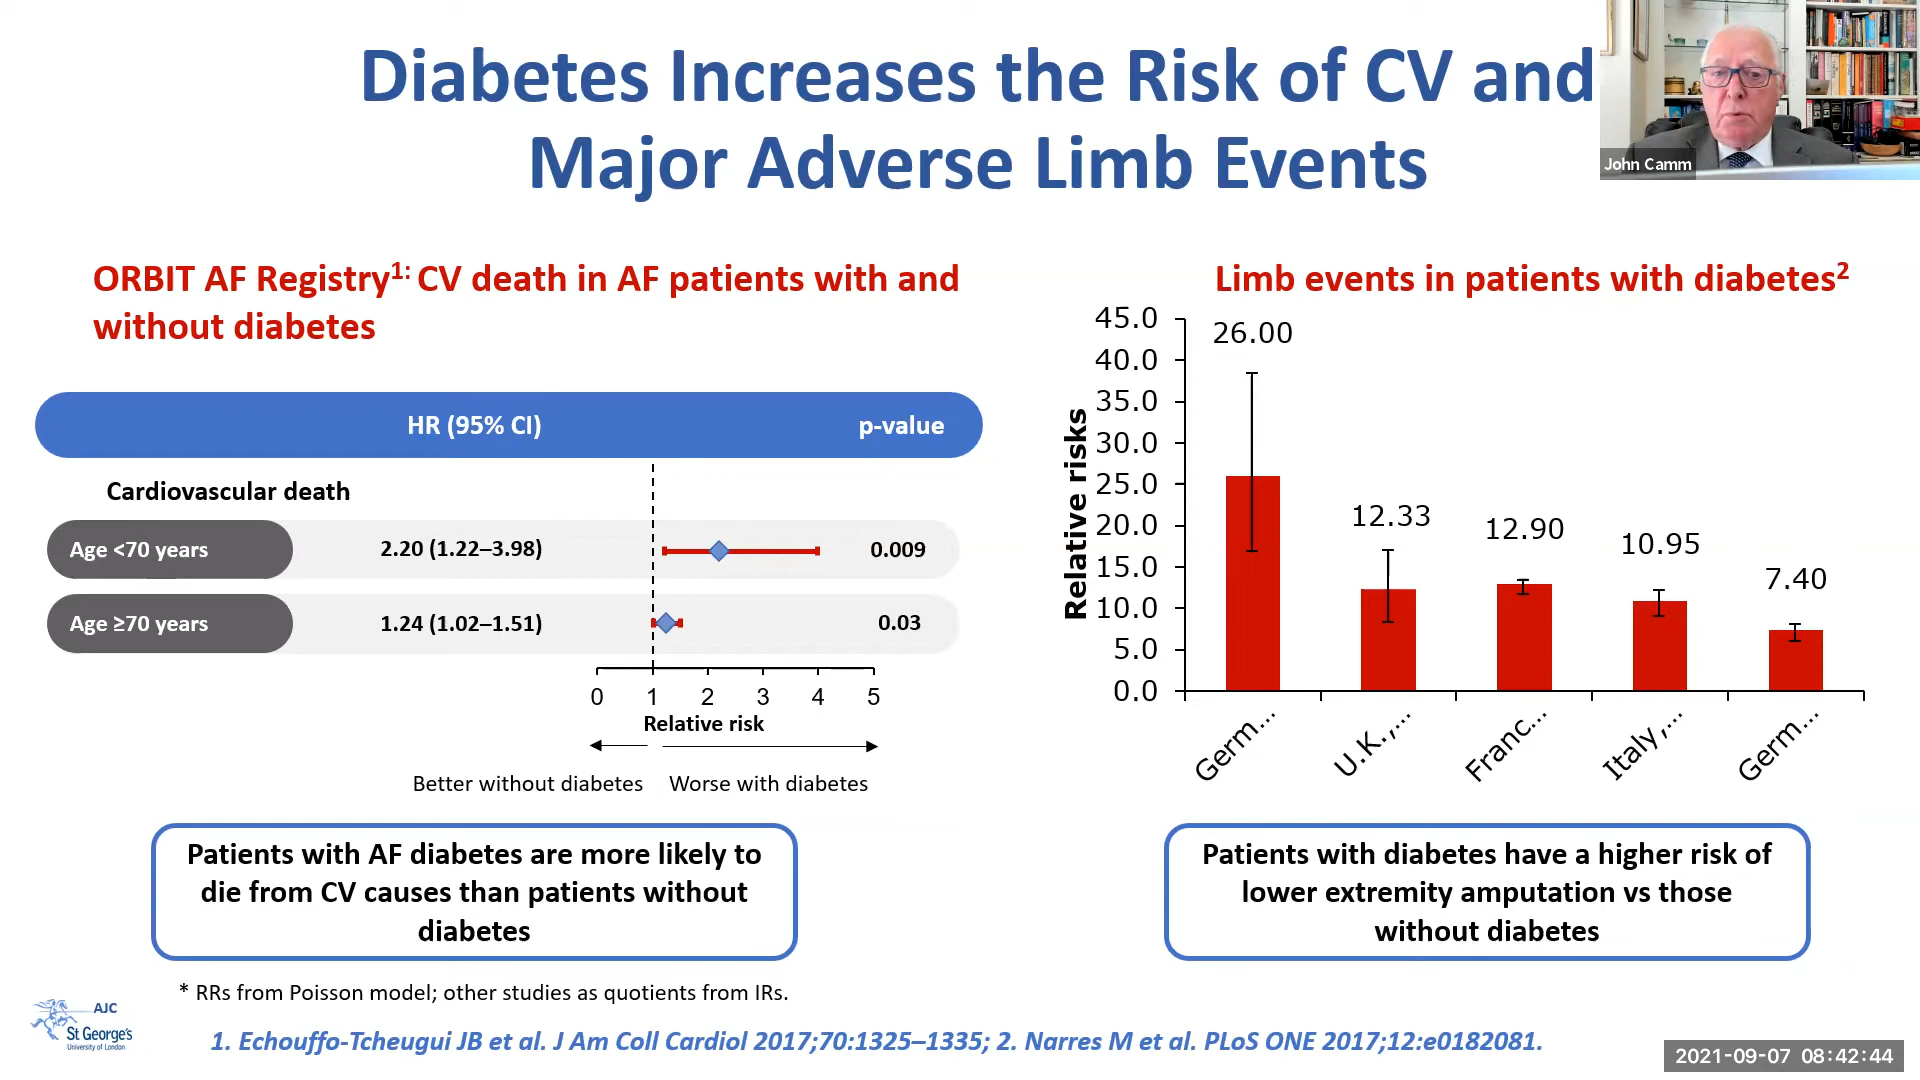 Diabetes Increases the Risk of CV and
Major Adverse Limb Events
John Camm
ORBIT AF Registry1: CV death in AF patients with and
without diabetes
HR (95% CI)
p-value
Cardiovascular death
Age <70 years
2.20 (1.22–3.98)
0.009
Age ≥70 years
1.24 (1.02–1.51)
0.03
0 1 2 3 4 5
Relative risk
Better without diabetes
Worse with diabetes
Patients with AF diabetes are more likely to
die from CV causes than patients without
diabetes
Limb events in patients with diabetes2
Relative risks
45.0
40.0
35.0
30.0
25.0
20.0
15.0
10.0
5.0
0.0
26.00
12.33
12.90
10.95
7.40
Germ...
U.K.,...
Franc...
Italy,...
Germ...
Patients with diabetes have a higher risk of
lower extremity amputation vs those
without diabetes
* RRs from Poisson model; other studies as quotients from IRs.
AJC
St George's
University of London
1. Echouffo-Tcheugui JB et al. J Am Coll Cardiol 2017;70:1325–1335; 2. Narres M et al. PLoS ONE 2017;12:e0182081.
2021-09-07 08:42:44